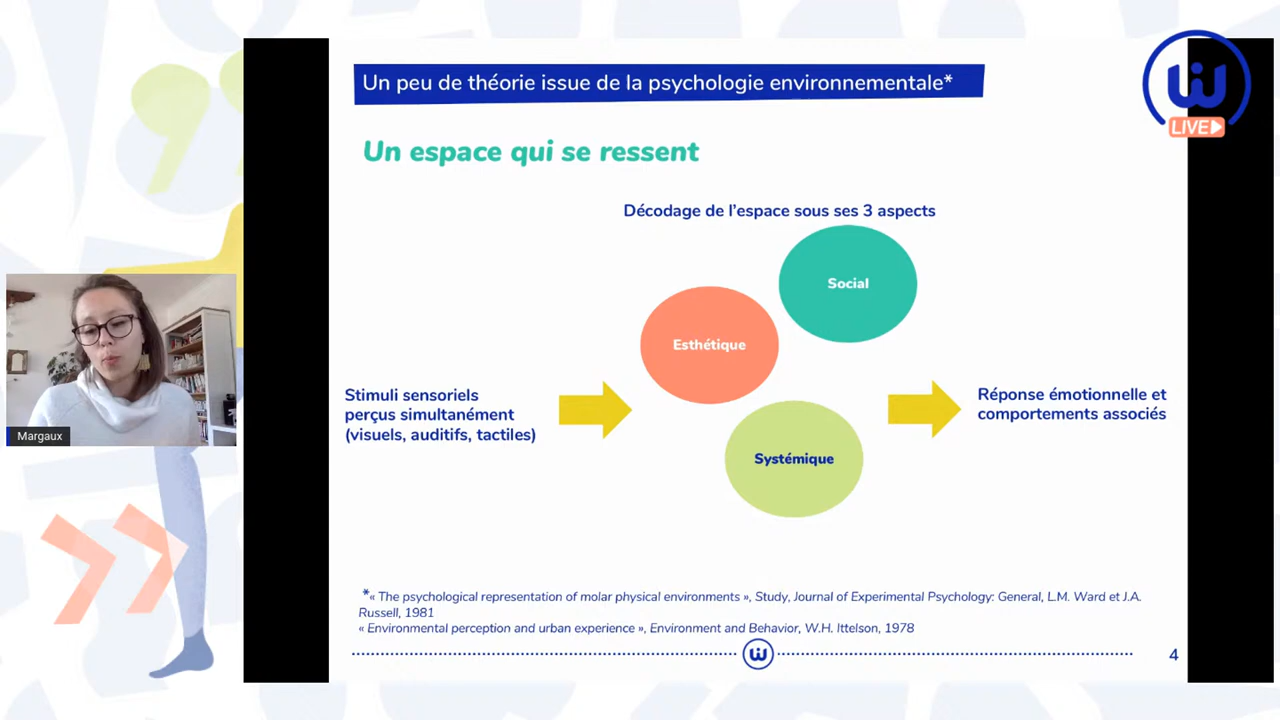 Un peu de théorie issue de la psychologie environnementale*
LIVE
Un espace qui se ressent
Décodage de l'espace sous ses 3 aspects
Social
Esthétique
Stimuli sensoriels
perçus simultanément
(visuels, auditifs, tactiles)
Réponse émotionnelle et
comportements associés
Systémique
Margaux
*« The psychological representation of molar physical environments », Study, Journal of Experimental Psychology: General, L.M. Ward et J.A.
Russell, 1981
« Environmental perception and urban experience », Environment and Behavior, W.H. Ittelson, 1978
4